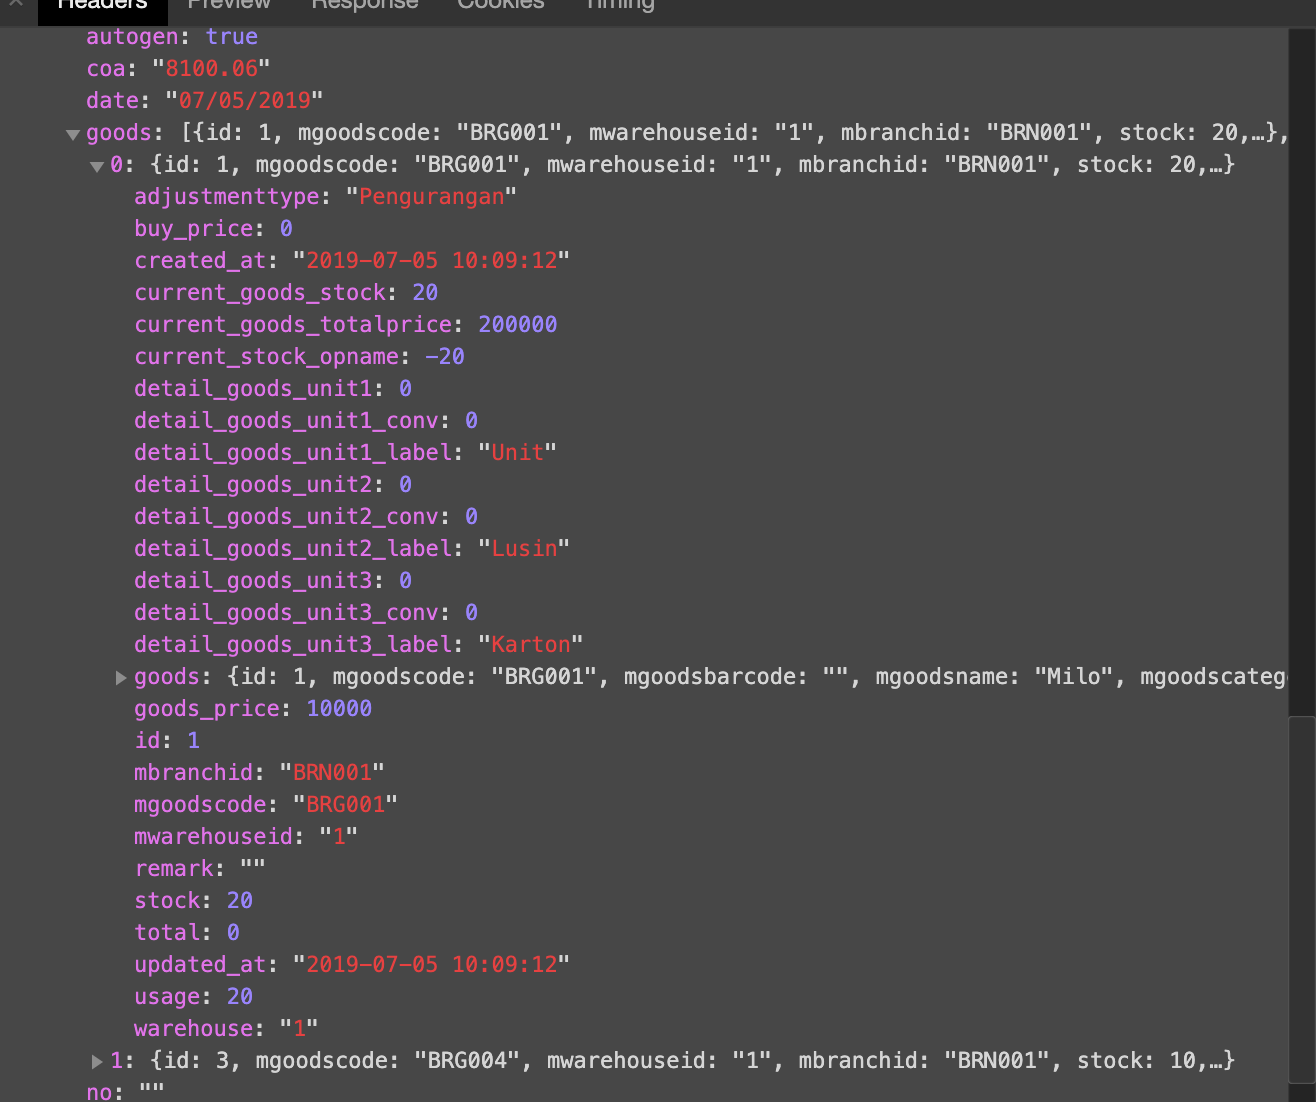 Headers Preview Response Cookies Timing
autogen: true
coa: "8100.06"
date: "07/05/2019"
goods: [{id: 1, mgoodscode: "BRG001", mwarehouseid: "1", mbranchid: "BRN001", stock: 20,…},
0: {id: 1, mgoodscode: "BRG001", mwarehouseid: "1", mbranchid: "BRN001", stock: 20,…}
adjustmenttype: "Pengurangan"
buy_price: 0
created_at: "2019-07-05 10:09:12"
current_goods_stock: 20
current_goods_totalprice: 200000
current_stock_opname: -20
detail_goods_unit1: 0
detail_goods_unit1_conv: 0
detail_goods_unit1_label: "Unit"
detail_goods_unit2: 0
detail_goods_unit2_conv: 0
detail_goods_unit2_label: "Lusin"
detail_goods_unit3: 0
detail_goods_unit3_conv: 0
detail_goods_unit3_label: "Karton"
goods: {id: 1, mgoodscode: "BRG001", mgoodsbarcode: "", mgoodsname: "Milo", mgoodscateg
goods_price: 10000
id: 1
mbranchid: "BRN001"
mgoodscode: "BRG001"
mwarehouseid: "1"
remark: ""
stock: 20
total: 0
updated_at: "2019-07-05 10:09:12"
usage: 20
warehouse: "1"
1: {id: 3, mgoodscode: "BRG004", mwarehouseid: "1", mbranchid: "BRN001", stock: 10,…}
no: ""